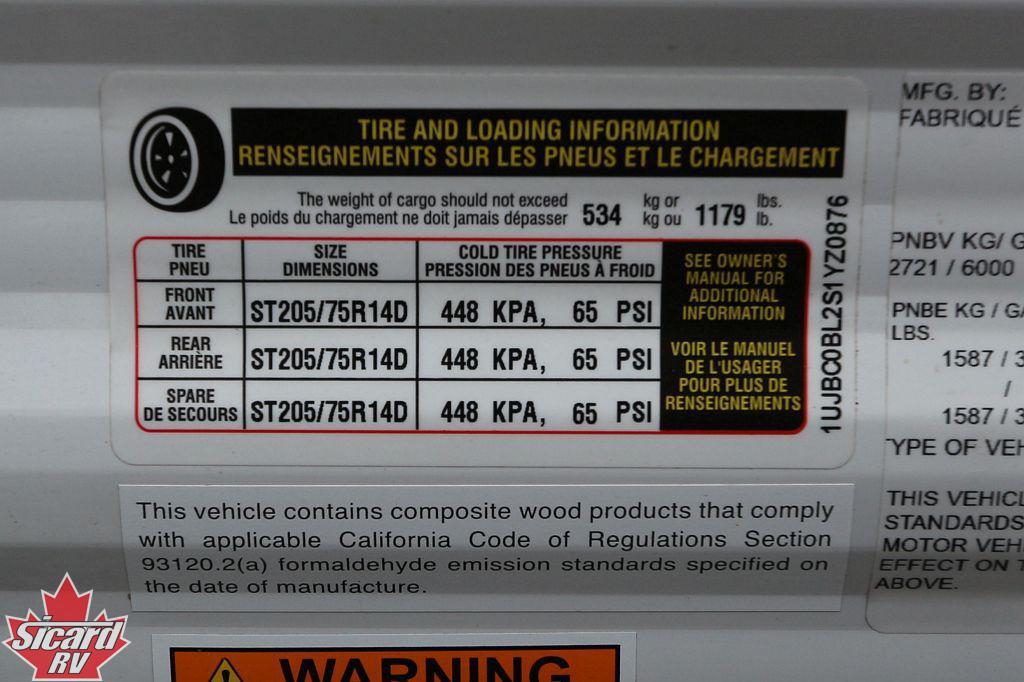 TIRE AND LOADING INFORMATION
RENSEIGNEMENTS SUR LES PNEUS ET LE CHARGEMENT
The weight of cargo should not exceed 534 kg or 1179 lbs.
Le poids du chargement ne doit jamais dépasser kg ou lb.
TIRE SIZE COLD TIRE PRESSURE
PNEU DIMENSIONS PRESSION DES PNEUS À FROID
FRONT
AVANT
ST205/75R14D 448 KPA, 65 PSI
REAR
ARRIÈRE
ST205/75R14D 448 KPA, 65 PSI
SPARE
DE SECOURS
ST205/75R14D 448 KPA, 65 PSI
SEE OWNER'S
MANUAL FOR
ADDITIONAL
INFORMATION
VOIR LE MANUEL
DE L'USAGER
POUR PLUS DE
RENSEIGNEMENTS
1UJBC0BL2S1YZ0876
This vehicle contains composite wood products that comply
with applicable California Code of Regulations Section
93120.2(a) formaldehyde emission standards specified on
the date of manufacture.
WARNING
MFG. BY:
FABRIQUÉ
PNBV KG/ G
2721 / 6000
PNBE KG / G
LBS.
1587 / 3
/
1587 / 3
TYPE OF VEH
THIS VEHICL
STANDARDS
MOTOR VEH
EFFECT ON T
ABOVE.
Sicard
RV